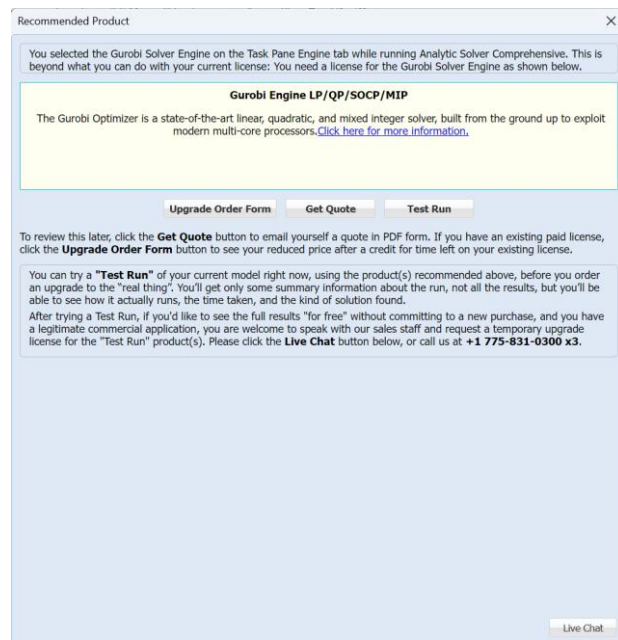 Recommended Product
You selected the Gurobi Solver Engine on the Task Pane Engine tab while running Analytic Solver Comprehensive. This is
beyond what you can do with your current license: You need a license for the Gurobi Solver Engine as shown below.
Gurobi Engine LP/QP/SOCP/MIP
The Gurobi Optimizer is a state-of-the-art linear, quadratic, and mixed integer solver, built from the ground up to exploit
modern multi-core processors.Click here for more information.
Upgrade Order Form Get Quote Test Run
To review this later, click the Get Quote button to email yourself a quote in PDF form. If you have an existing paid license,
click the Upgrade Order Form button to see your reduced price after a credit for time left on your existing license.
You can try a "Test Run" of your current model right now, using the product(s) recommended above, before you order
an upgrade to the "real thing". You'll get only some summary information about the run, not all the results, but you'll be
able to see how it actually runs, the time taken, and the kind of solution found.
After trying a Test Run, if you'd like to see the full results "for free" without committing to a new purchase, and you have
a legitimate commercial application, you are welcome to speak with our sales staff and request a temporary upgrade
license for the "Test Run" product(s). Please click the Live Chat button below, or call us at +1 775-831-0300 x3.
Live Chat